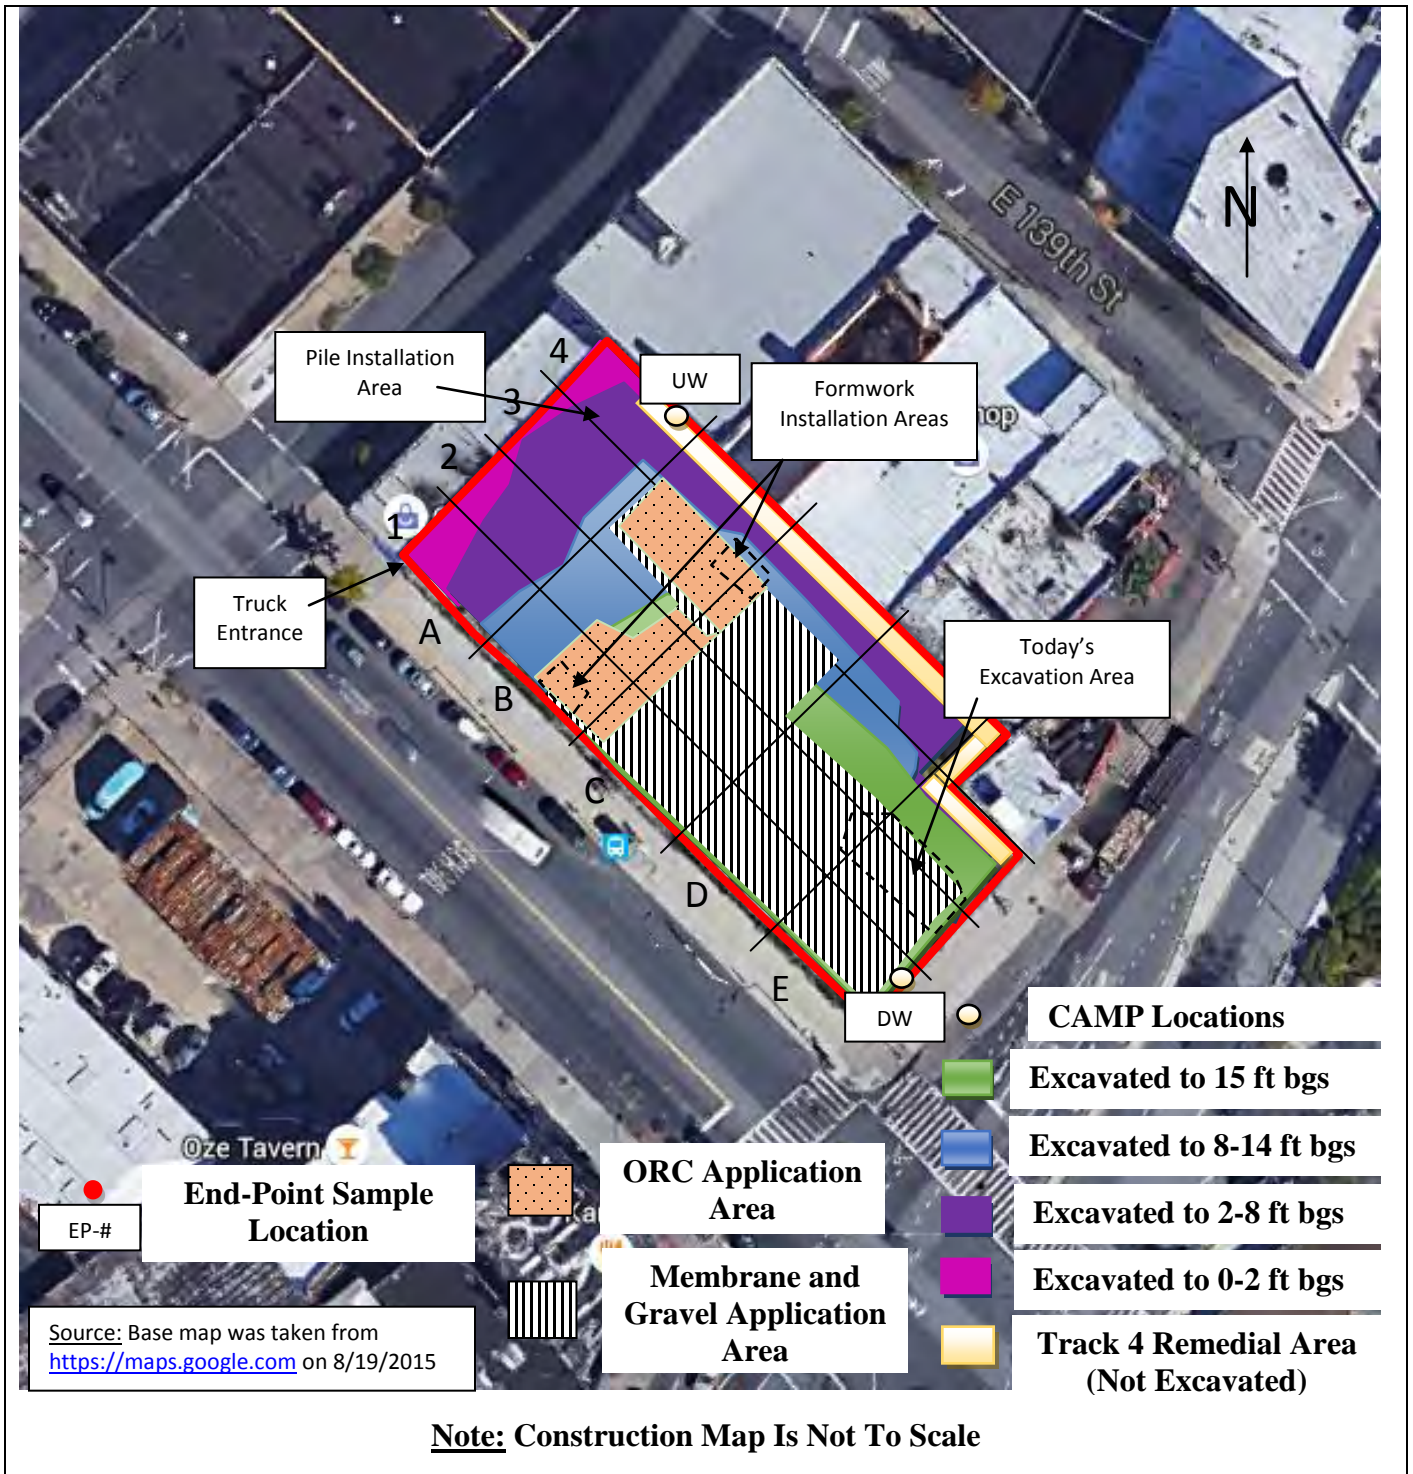 E 139th St
N
Pile Installation
Area
4
UW
Formwork
Installation Areas
3
2
1
Truck
Entrance
A
Today's
Excavation Area
B
C
D
E
DW
CAMP Locations
Excavated to 15 ft bgs
Excavated to 8-14 ft bgs
Excavated to 2-8 ft bgs
Excavated to 0-2 ft bgs
Track 4 Remedial Area
(Not Excavated)
Oze Tavern
End-Point Sample
Location
EP-#
ORC Application
Area
Membrane and
Gravel Application
Area
Source: Base map was taken from
https://maps.google.com on 8/19/2015
Note: Construction Map Is Not To Scale